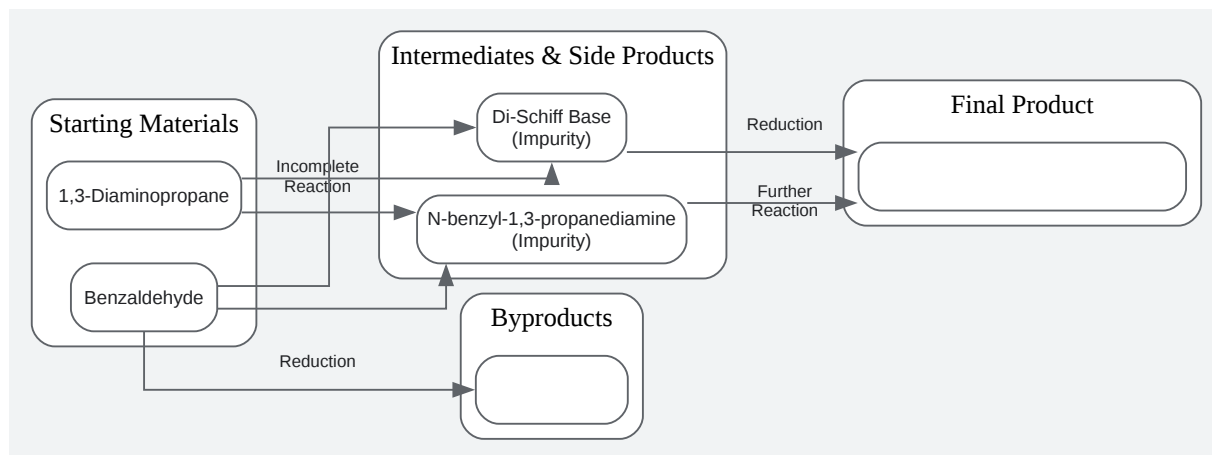 Starting Materials
1,3-Diaminopropane
Benzaldehyde
Incomplete
Reaction
Reduction
Intermediates & Side Products
Di-Schiff Base
(Impurity)
N-benzyl-1,3-propanediamine
(Impurity)
Byproducts
Reduction
Further
Reaction
Final Product